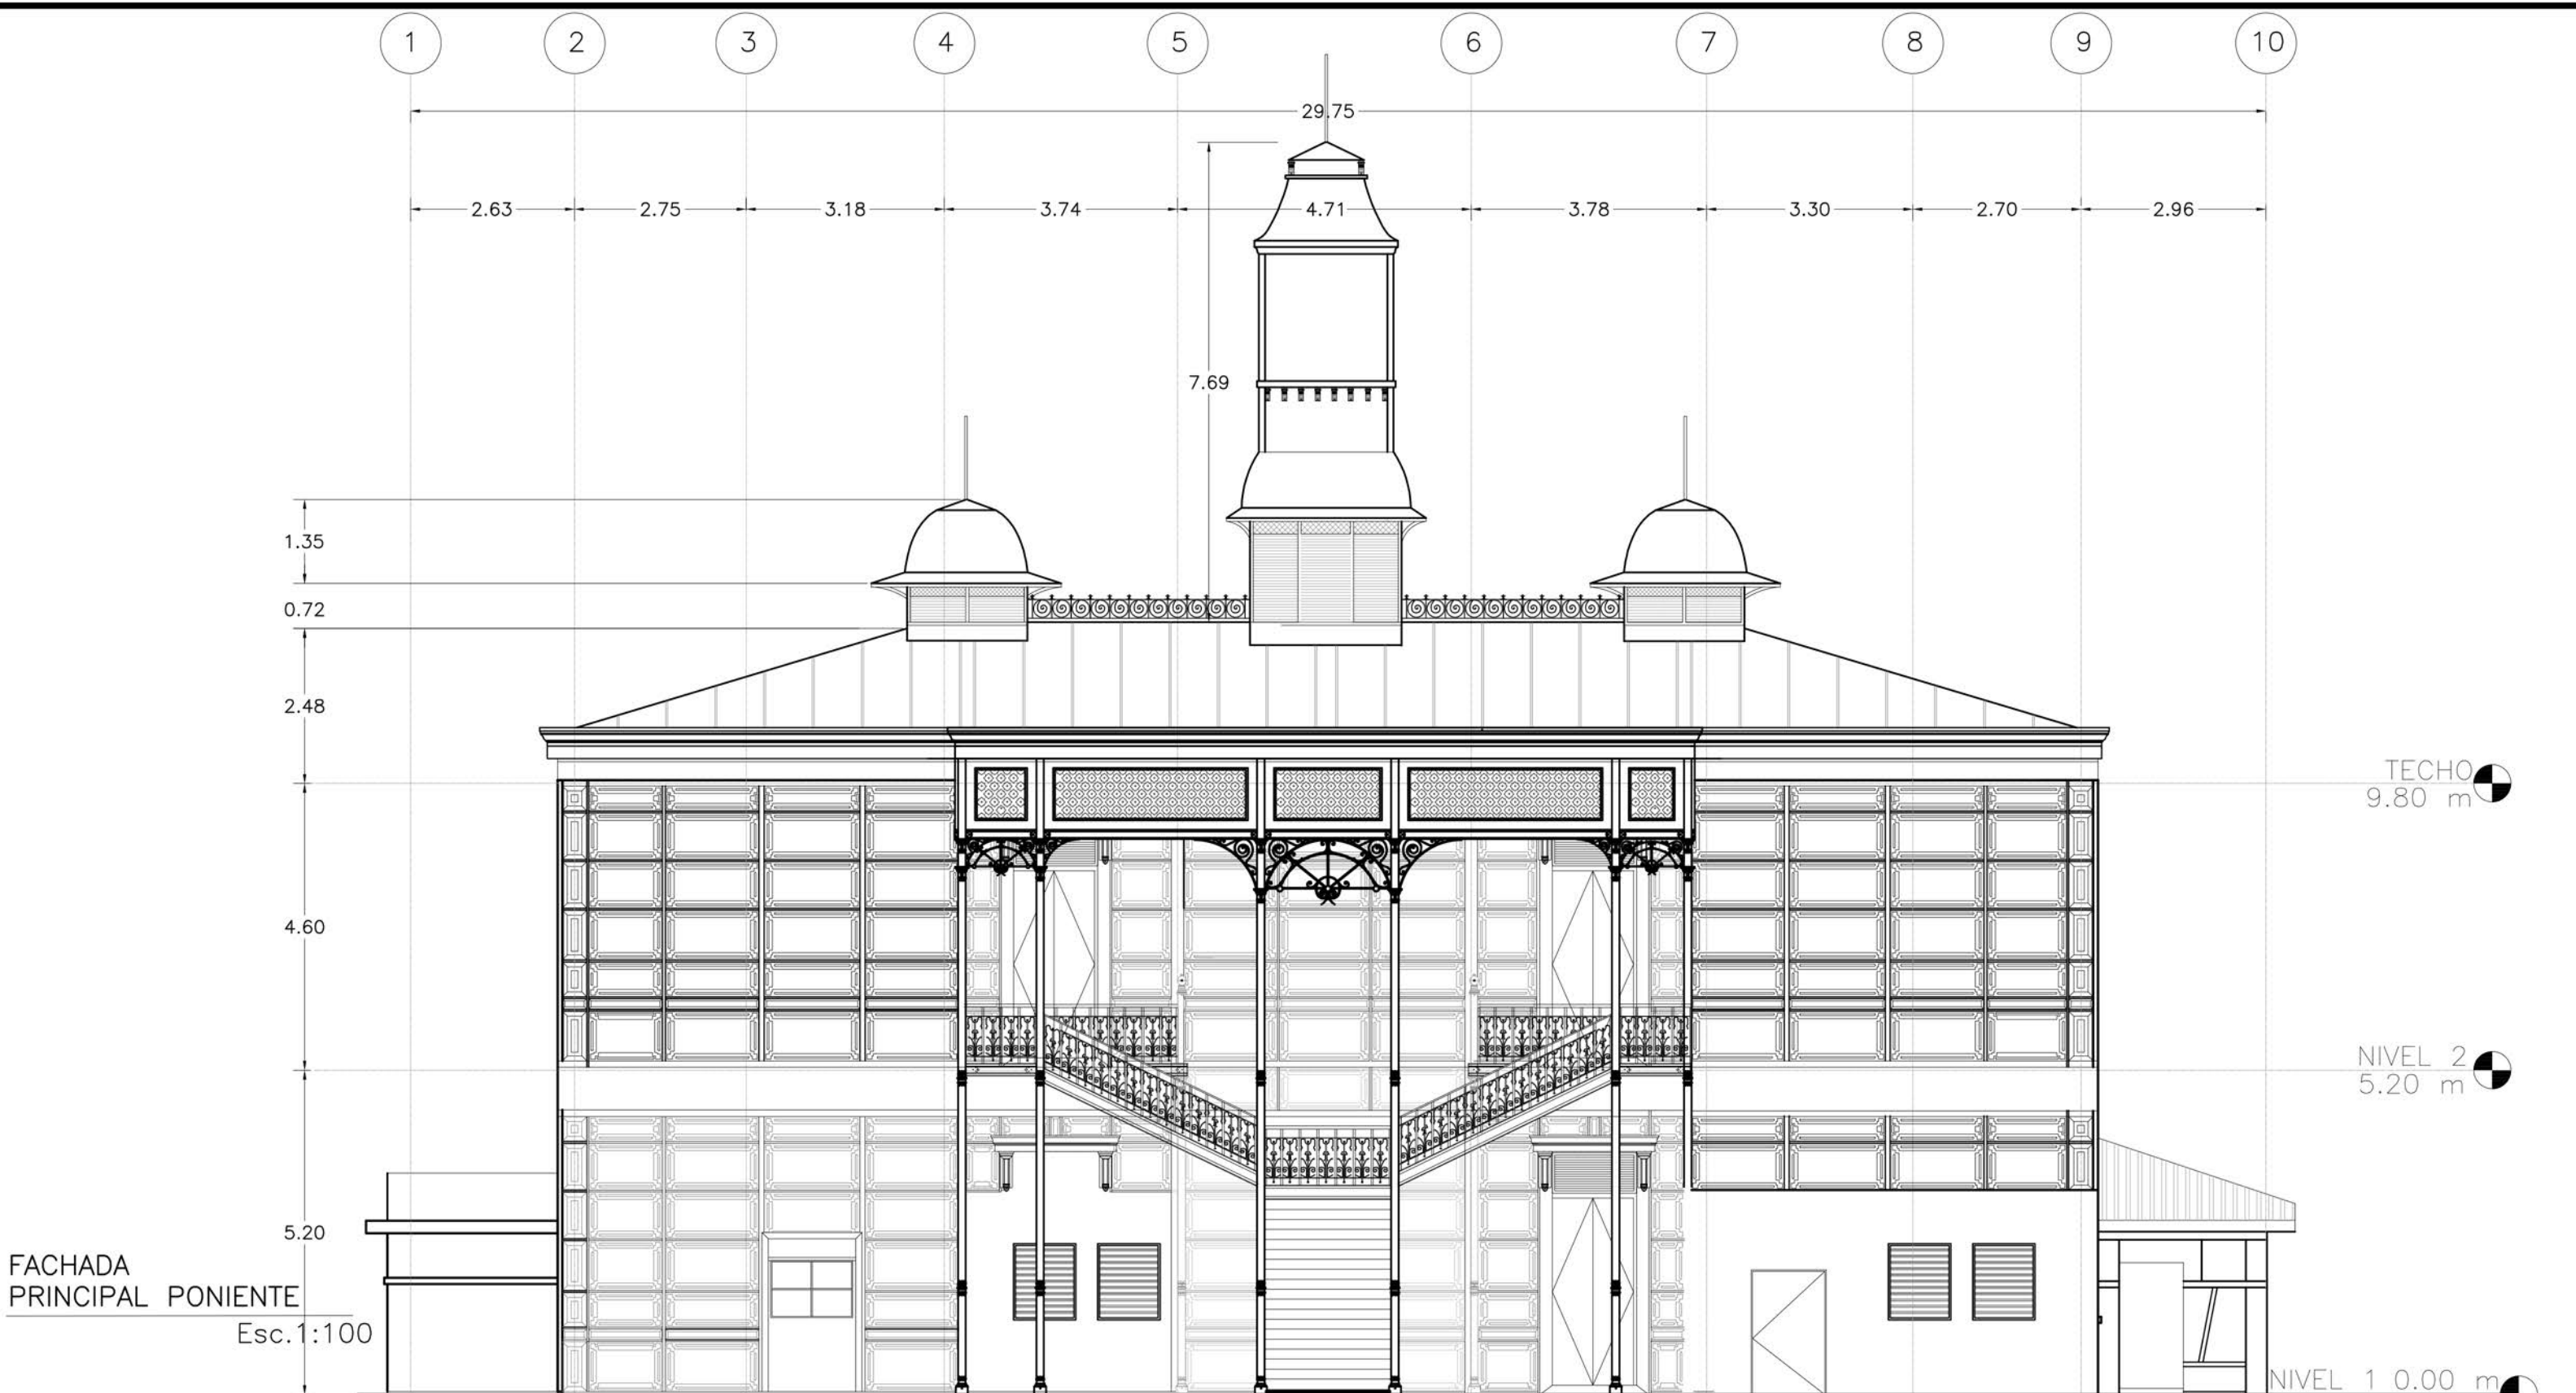 1 2 3 4 5 6 7 8 9 10
29.75
2.63 2.75 3.18 3.74 4.71 3.78 3.30 2.70 2.96
7.69
1.35
0.72
2.48
TECHO
9.80 m
4.60
NIVEL 2
5.20 m
5.20
FACHADA
PRINCIPAL PONIENTE
Esc.1:100
NIVEL 1 0.00 m